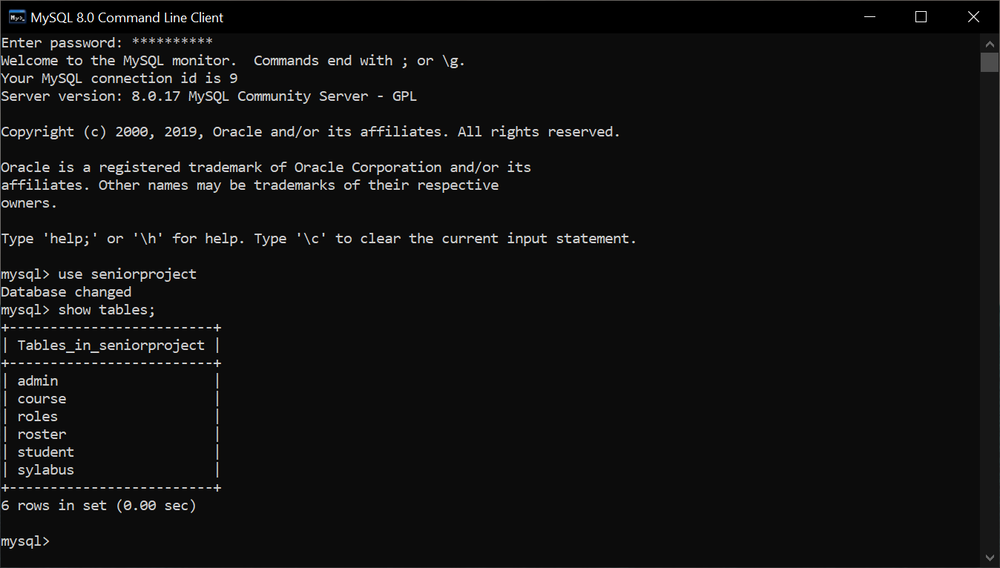 MySQL 8.0 Command Line Client
Enter password: **********
Welcome to the MySQL monitor.  Commands end with ; or \g.
Your MySQL connection id is 9
Server version: 8.0.17 MySQL Community Server - GPL

Copyright (c) 2000, 2019, Oracle and/or its affiliates. All rights reserved.

Oracle is a registered trademark of Oracle Corporation and/or its
affiliates. Other names may be trademarks of their respective
owners.

Type 'help;' or '\h' for help. Type '\c' to clear the current input statement.

mysql> use seniorproject
Database changed
mysql> show tables;
+-------------------------+
| Tables_in_seniorproject |
+-------------------------+
| admin                   |
| course                  |
| roles                   |
| roster                  |
| student                 |
| sylabus                 |
+-------------------------+
6 rows in set (0.00 sec)

mysql>